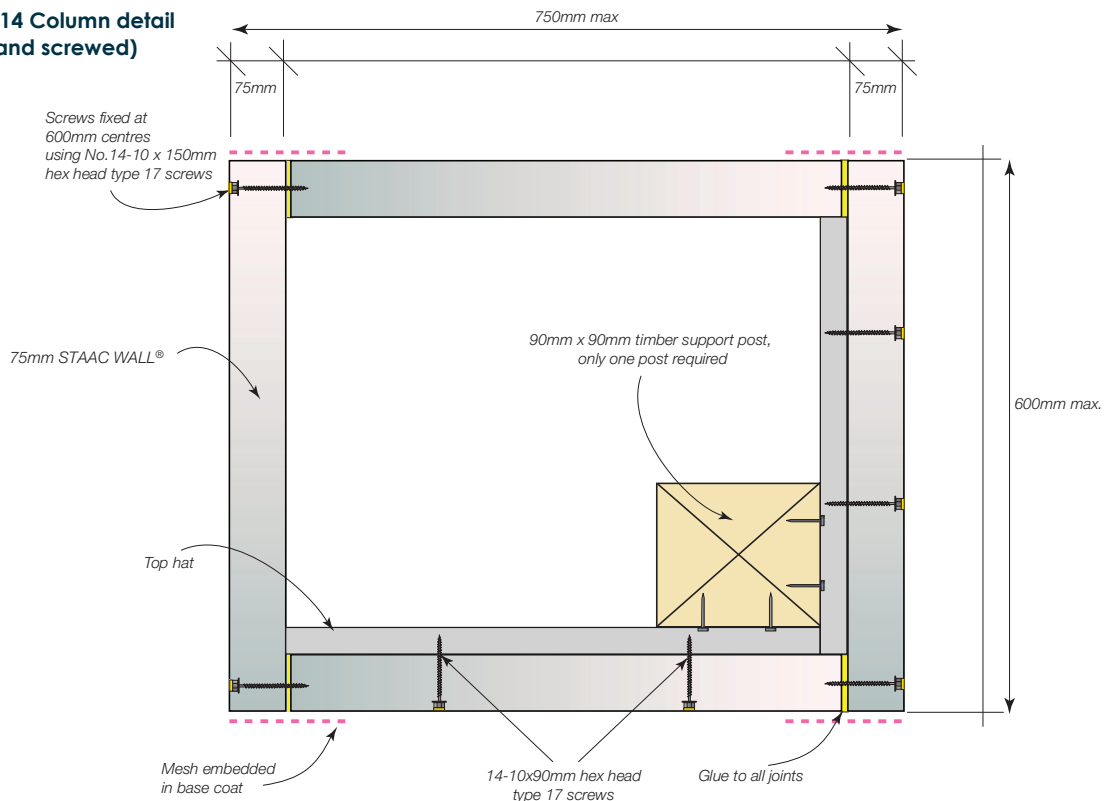 14 Column detail
and screwed)
750mm max
75mm
75mm
Screws fixed at
600mm centres
using No.14-10 x 150mm
hex head type 17 screws
75mm STAAC WALL®
90mm x 90mm timber support post,
only one post required
600mm max.
Top hat
Mesh embedded
in base coat
14-10x90mm hex head
type 17 screws
Glue to all joints